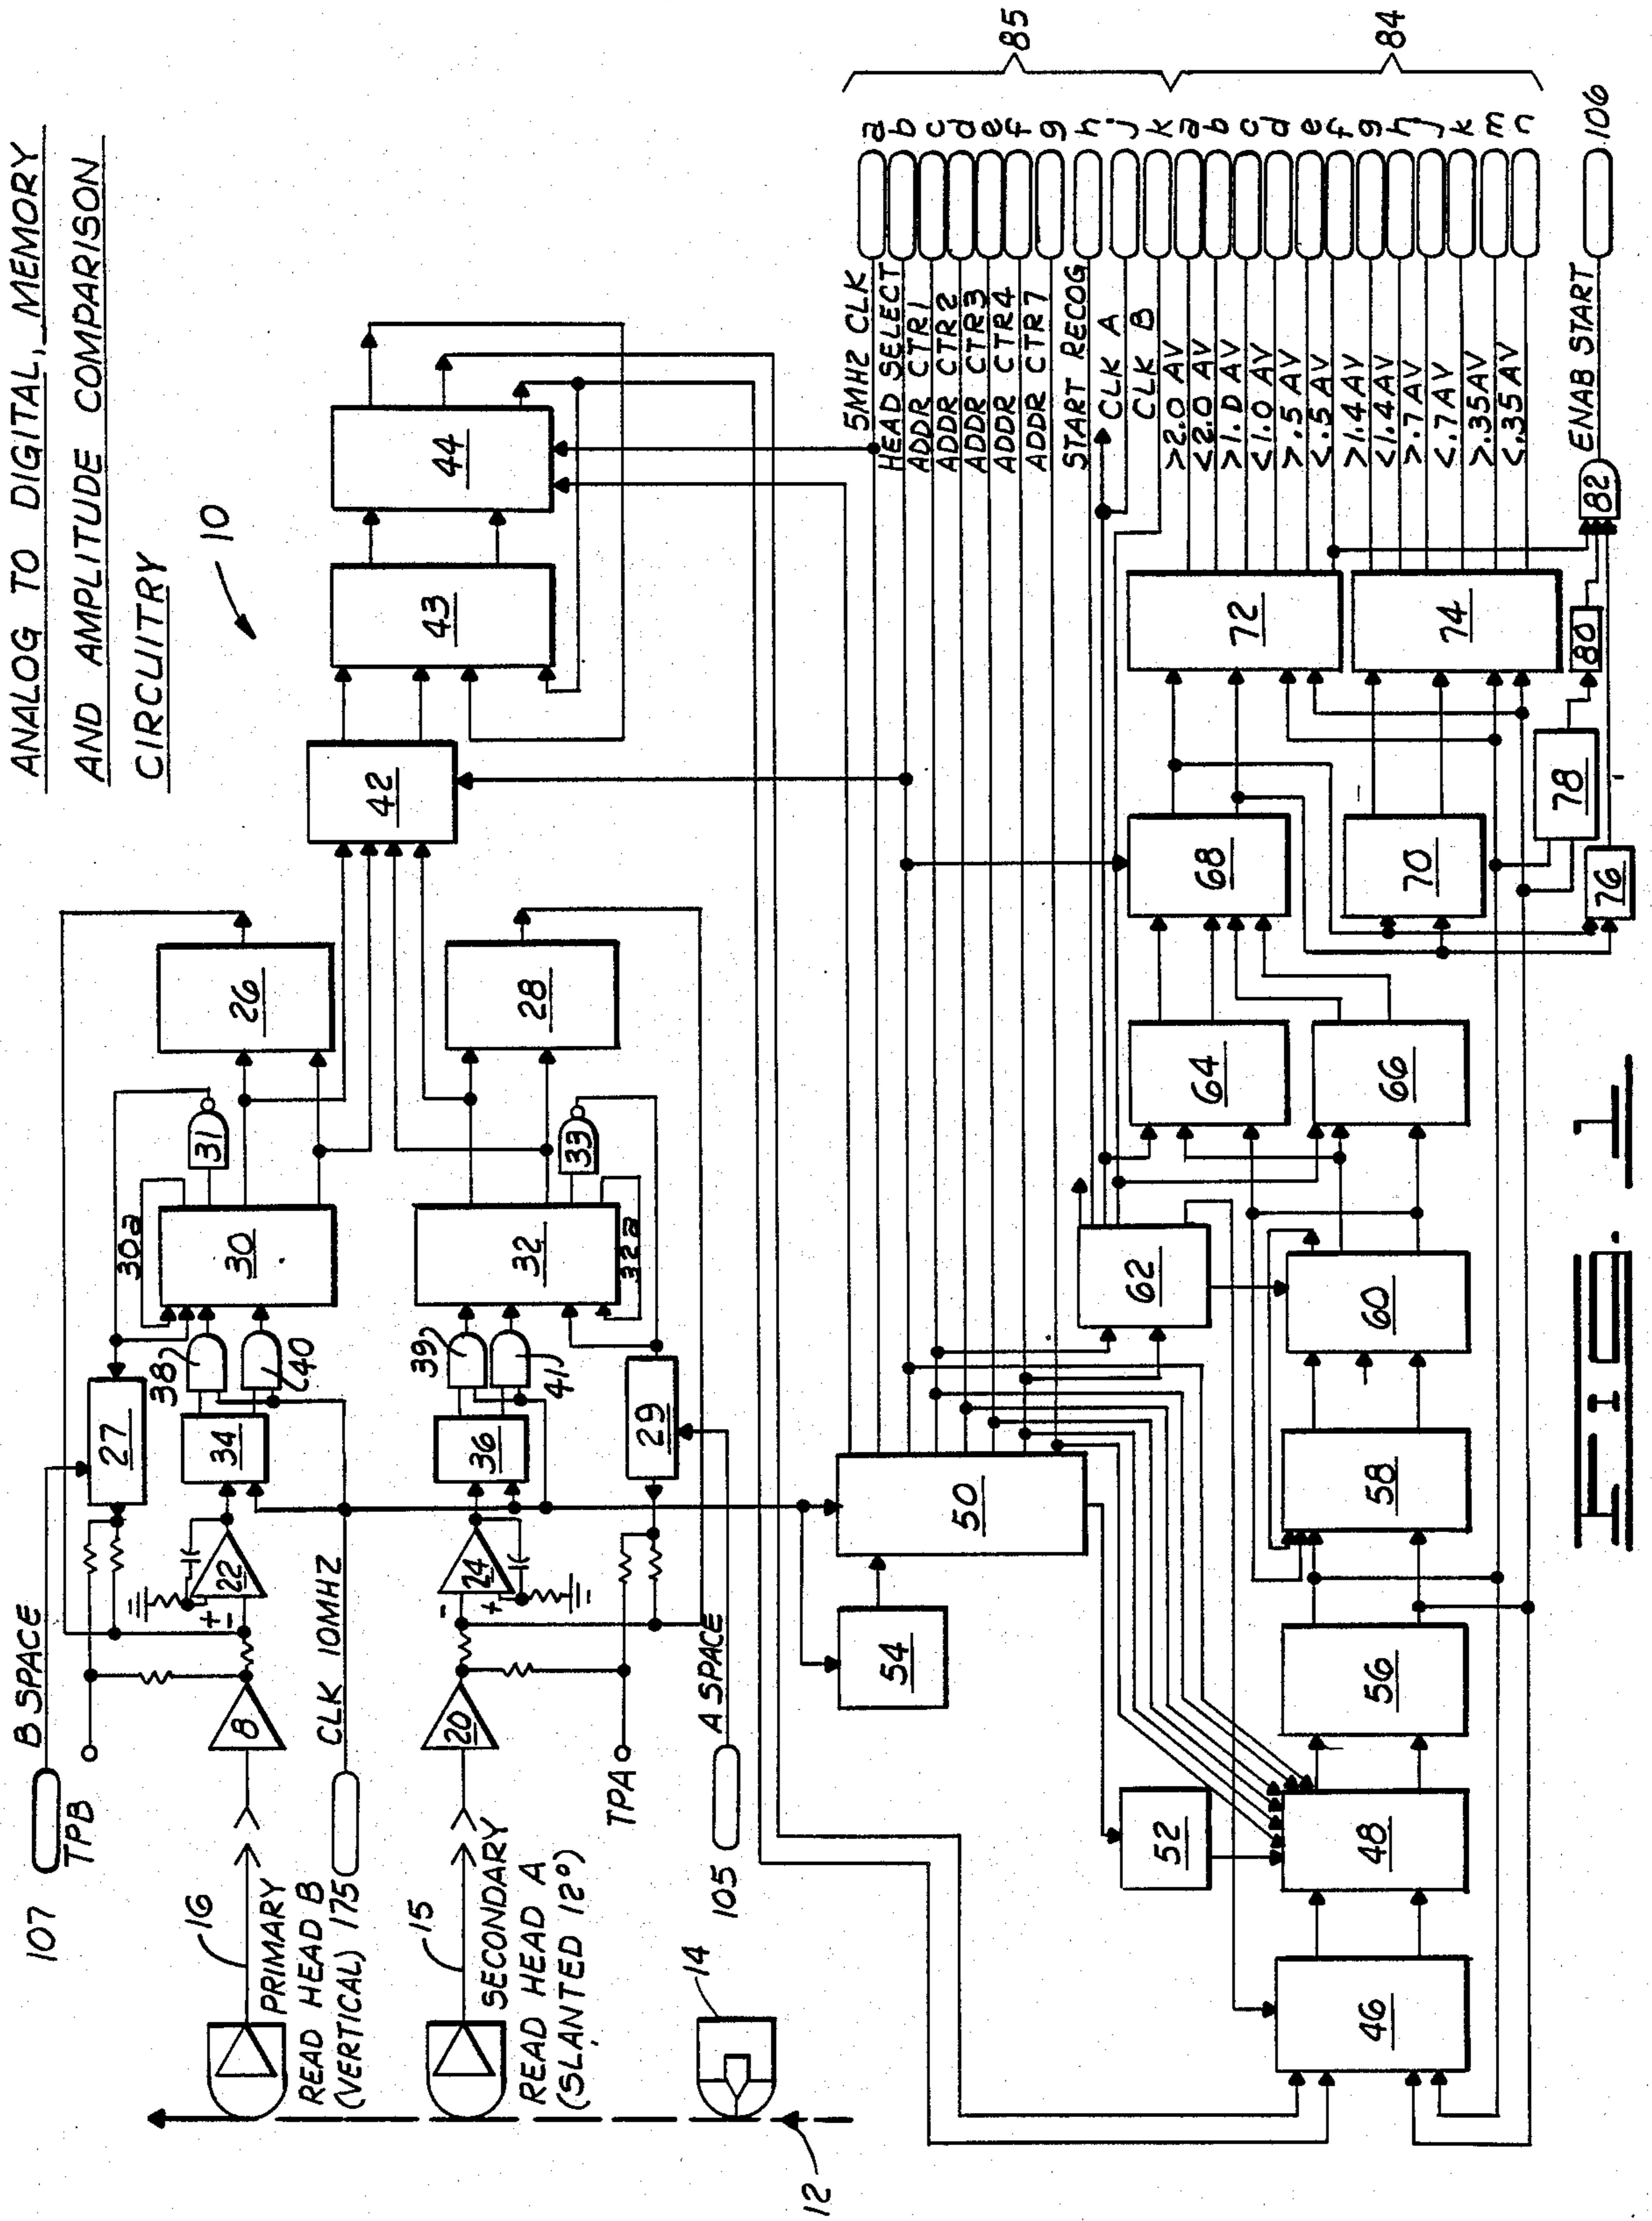 ANALOG TO DIGITAL, MEMORY
AND AMPLITUDE COMPARISON
CIRCUITRY
10
107
B SPACE
TPB
16
PRIMARY
READ HEAD B
(VERTICAL)
175
CLK 10MHZ
8
22
+
-
27
34
38
40
30a
30
31
26
15
SECONDARY
READ HEAD A
(SLANTED 12°)
20
24
-
+
36
39
41
32
32a
33
28
29
TPA
A SPACE
105
14
12
42
43
44
54
50
52
46
48
56
58
60
62
64
66
68
70
72
74
76
78
80
82
5MHZ CLK a
HEAD SELECT b
ADDR CTR1 c
ADDR CTR2 d
ADDR CTR3 e
ADDR CTR4 f
ADDR CTR7 g
START RECOG h
CLK A j
CLK B k
85
>2.0 AV a
<2.0 AV b
>1.0 AV c
<1.0 AV d
>.5 AV e
<.5 AV f
>1.4 AV g
<1.4 AV h
>.7 AV j
<.7 AV k
>.35 AV m
<.35 AV n
84
ENAB START 106